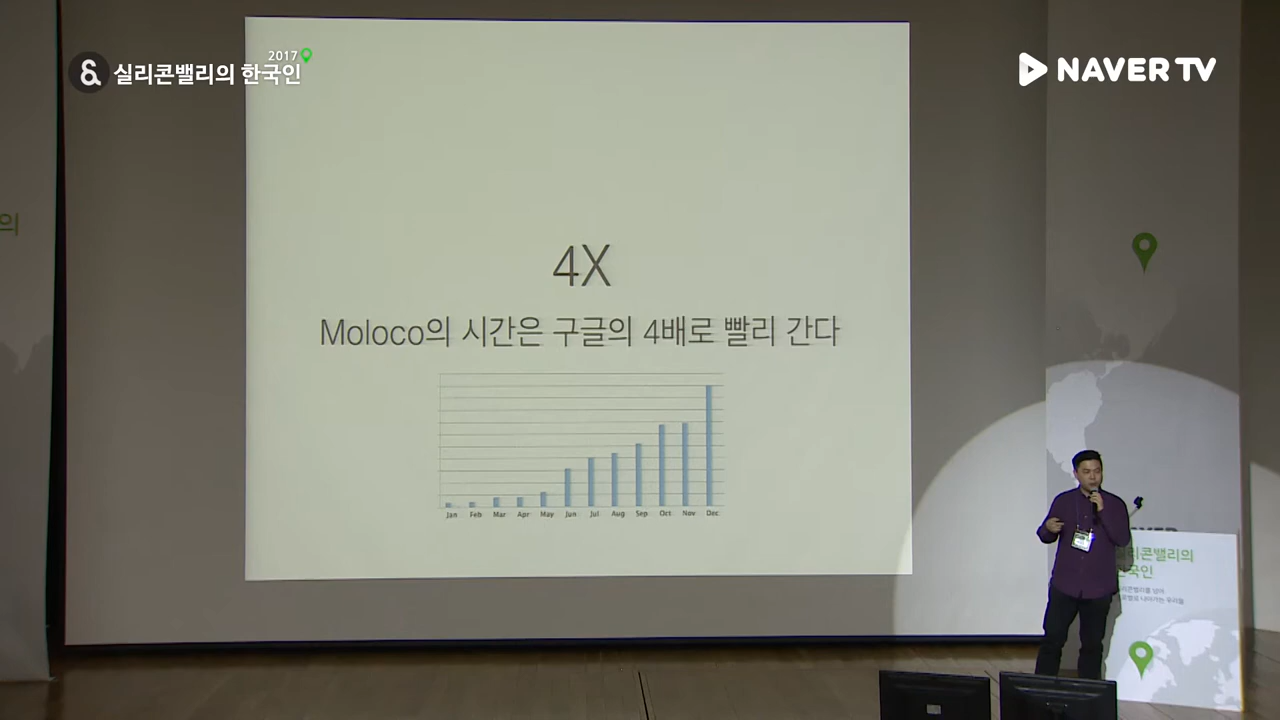 2017
실리콘밸리의 한국인
NAVER TV
의
4X
Moloco의 시간은 구글의 4배로 빨리 간다
Jan Feb Mar Apr May Jun Jul Aug Sep Oct Nov Dec
리콘밸리의
국인